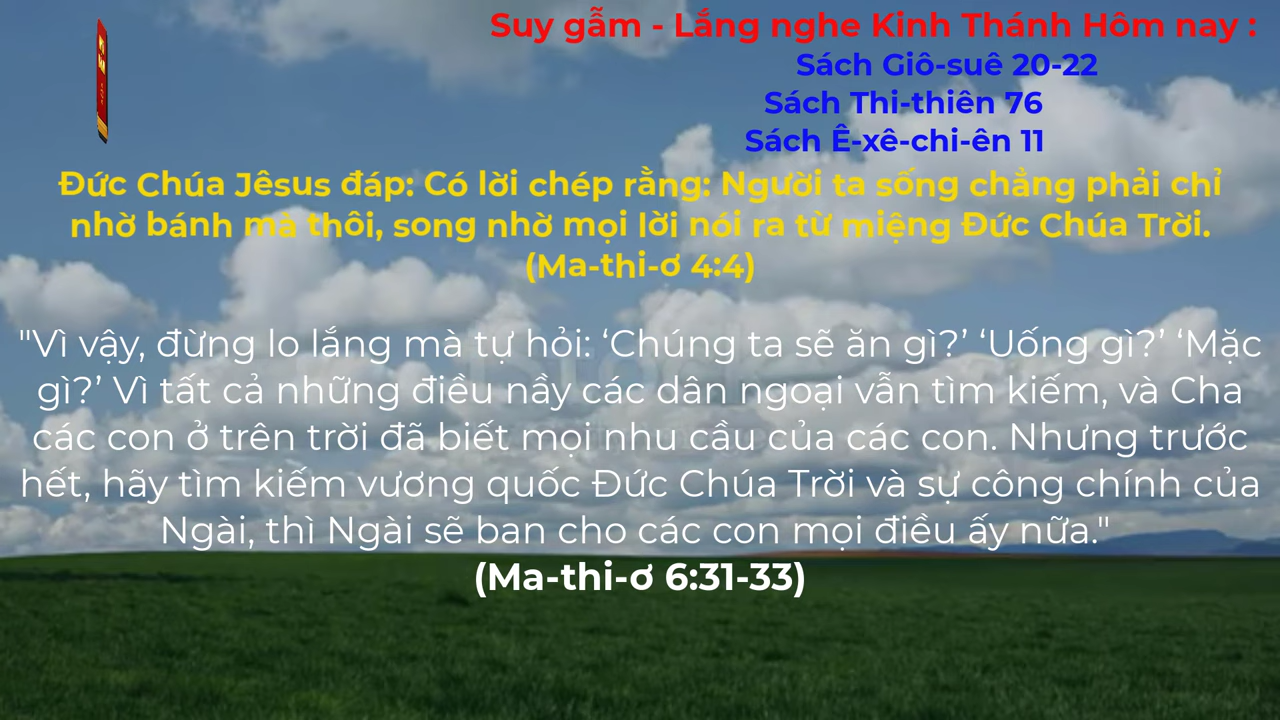 Suy gẫm - Lắng nghe Kinh Thánh Hôm nay :
Sách Giô-suê 20-22
Sách Thi-thiên 76
Sách Ê-xê-chi-ên 11
Đức Chúa Jêsus đáp: Có lời chép rằng: Người ta sống chẳng phải chỉ
nhờ bánh mà thôi, song nhờ mọi lời nói ra từ miệng Đức Chúa Trời.
(Ma-thi-ơ 4:4)
"Vì vậy, đừng lo lắng mà tự hỏi: ‘Chúng ta sẽ ăn gì?’ ‘Uống gì?’ ‘Mặc
gì?’ Vì tất cả những điều nầy các dân ngoại vẫn tìm kiếm, và Cha
các con ở trên trời đã biết mọi nhu cầu của các con. Nhưng trước
hết, hãy tìm kiếm vương quốc Đức Chúa Trời và sự công chính của
Ngài, thì Ngài sẽ ban cho các con mọi điều ấy nữa."
(Ma-thi-ơ 6:31-33)